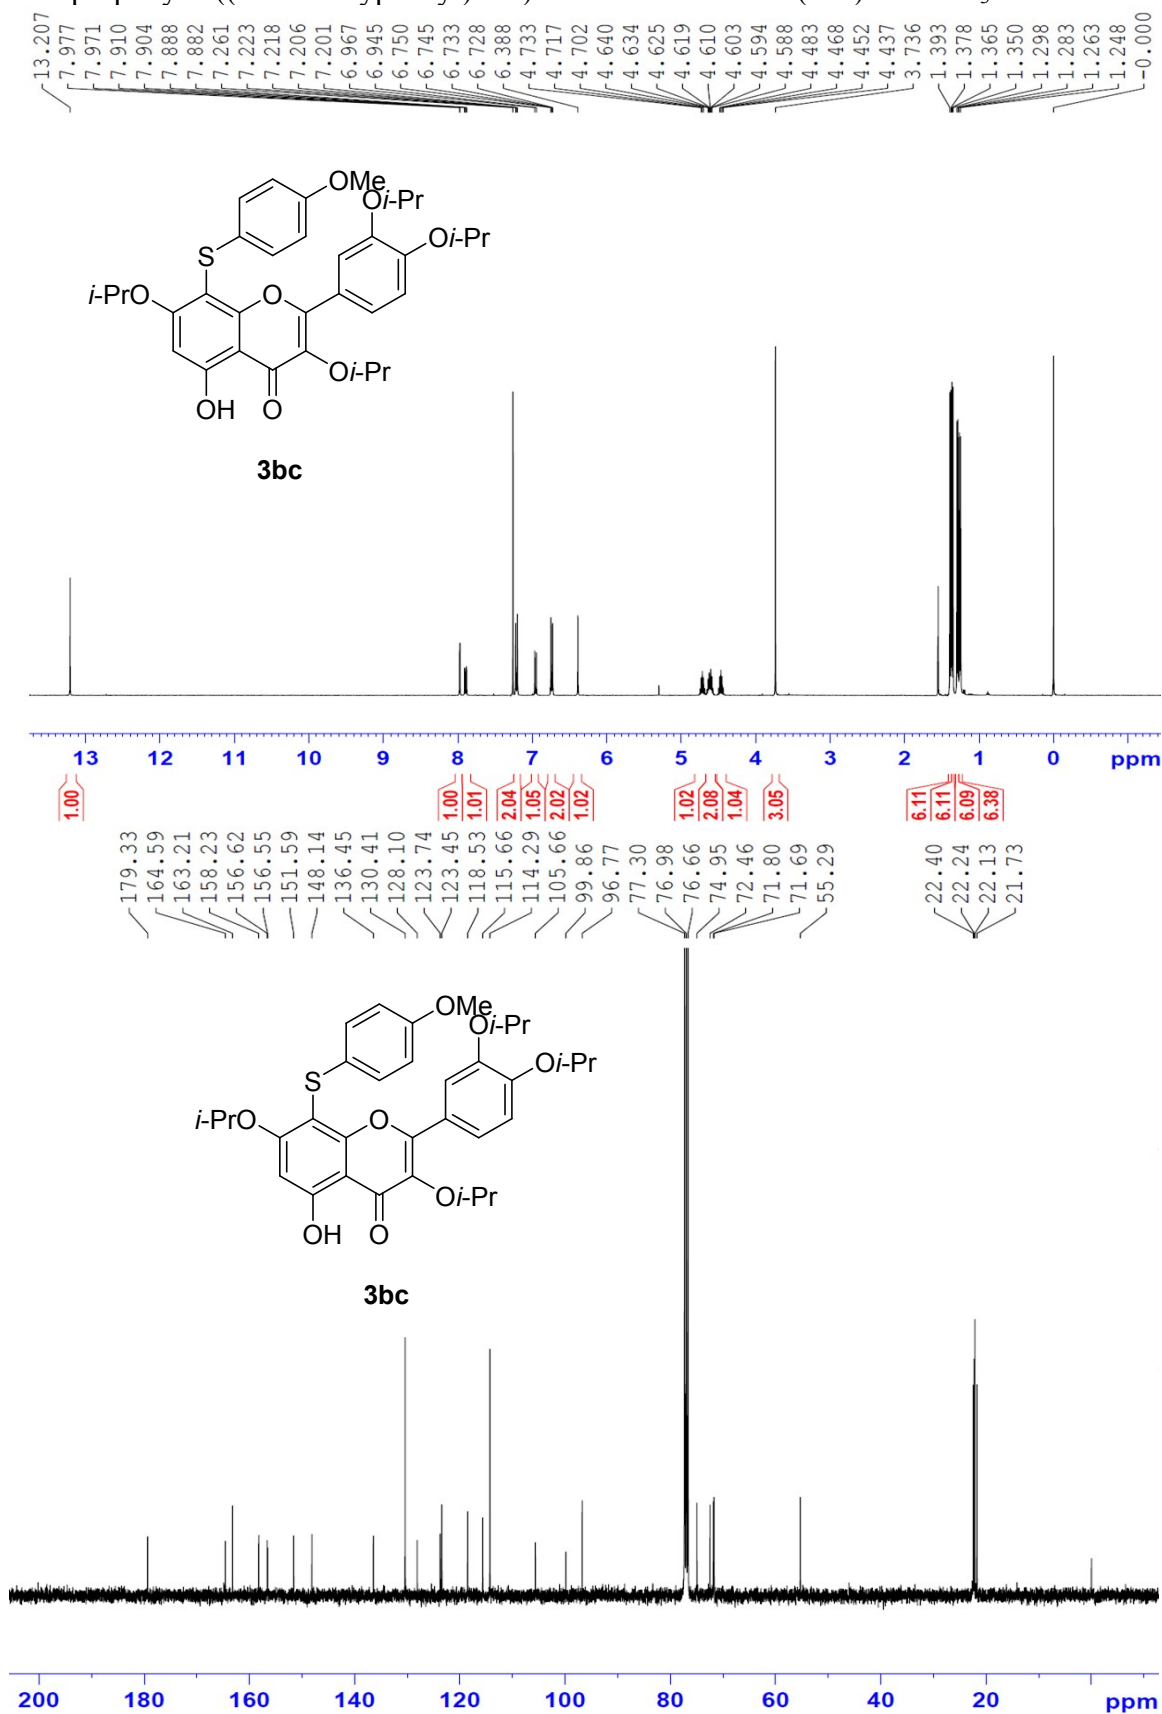 13.207 7.977 7.971 7.910 7.904 7.888 7.882 7.261 7.223 7.218 7.206 7.201 6.967 6.945 6.750 6.745 6.733 6.728 6.388 4.733 4.717 4.702 4.640 4.634 4.625 4.619 4.610 4.603 4.594 4.588 4.483 4.468 4.452 4.437 3.736 1.393 1.378 1.365 1.350 1.298 1.283 1.263 1.248 -0.000
OMe
Oi-Pr
Oi-Pr
S
i-PrO
O
Oi-Pr
OH
O
3bc
13 12 11 10 9 8 7 6 5 4 3 2 1 0 ppm
1.00 1.00 1.01 2.04 1.05 2.02 1.02 1.02 2.08 1.04 3.05 6.11 6.11 6.09 6.38
179.33 164.59 163.21 158.23 156.62 156.55 151.59 148.14 136.45 130.41 128.10 123.74 123.45 118.53 115.66 114.29 105.66 99.86 96.77 77.30 76.98 76.66 74.95 72.46 71.80 71.69 55.29 22.40 22.24 22.13 21.73
OMe
Oi-Pr
Oi-Pr
S
i-PrO
O
Oi-Pr
OH
O
3bc
200 180 160 140 120 100 80 60 40 20 ppm